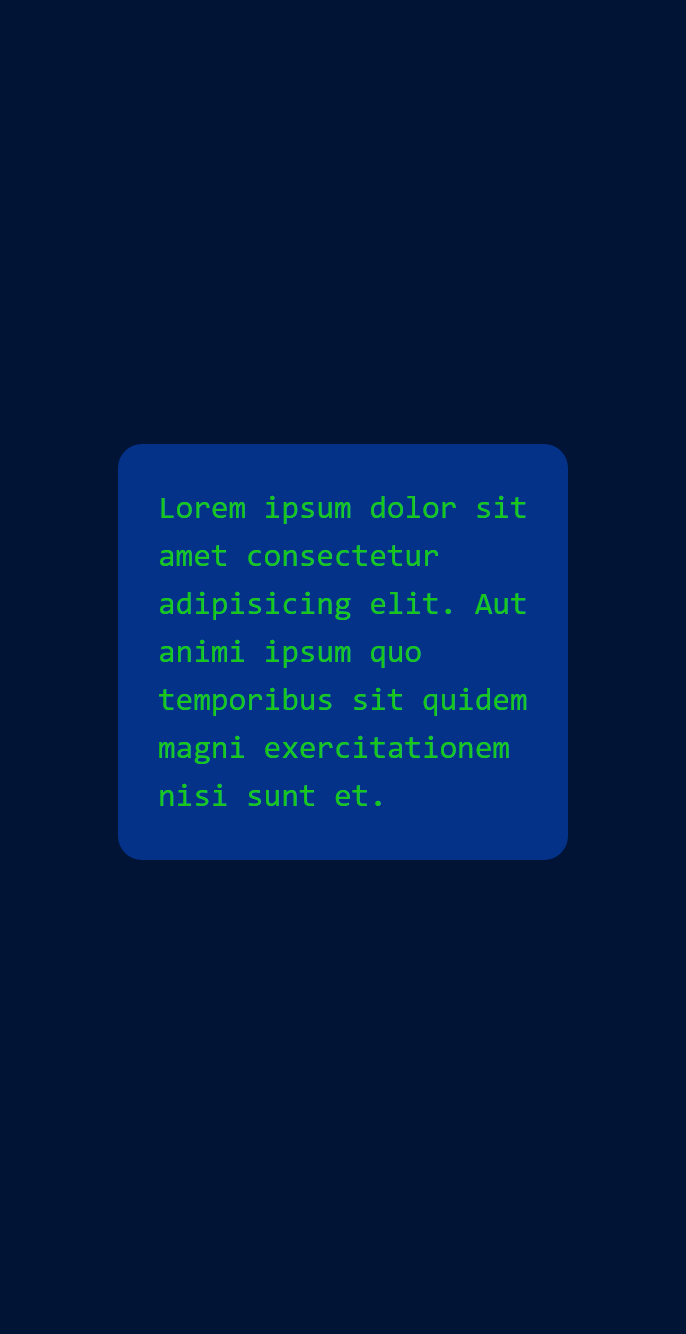 Lorem ipsum dolor sit
amet consectetur
adipisicing elit. Aut
animi ipsum quo
temporibus sit quidem
magni exercitationem
nisi sunt et.